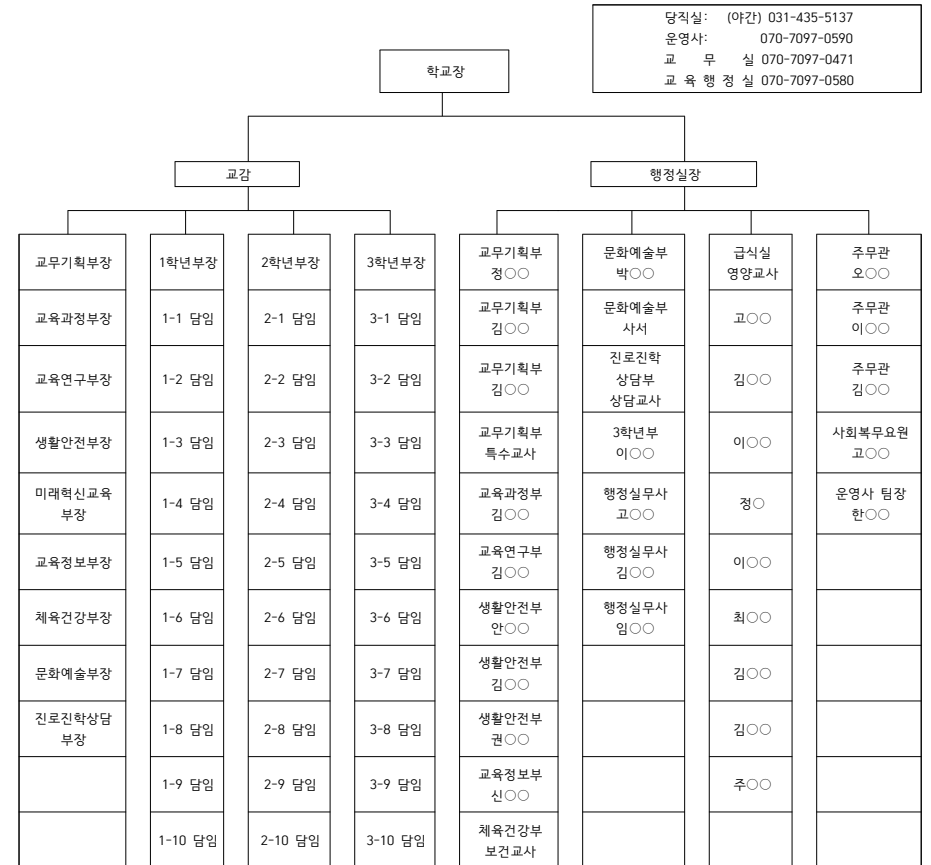 당직실: (야간) 031-435-5137
운영사: 070-7097-0590
교 무 실 070-7097-0471
교 육 행 정 실 070-7097-0580
학교장
교감
행정실장
교무기획부장
교육과정부장
교육연구부장
생활안전부장
미래혁신교육
부장
교육정보부장
체육건강부장
문화예술부장
진로진학상담
부장
1학년부장
1-1 담임
1-2 담임
1-3 담임
1-4 담임
1-5 담임
1-6 담임
1-7 담임
1-8 담임
1-9 담임
1-10 담임
2학년부장
2-1 담임
2-2 담임
2-3 담임
2-4 담임
2-5 담임
2-6 담임
2-7 담임
2-8 담임
2-9 담임
2-10 담임
3학년부장
3-1 담임
3-2 담임
3-3 담임
3-4 담임
3-5 담임
3-6 담임
3-7 담임
3-8 담임
3-9 담임
3-10 담임
교무기획부
정○○
교무기획부
김○○
교무기획부
김○○
교무기획부
특수교사
교육과정부
김○○
교육연구부
김○○
생활안전부
안○○
생활안전부
김○○
생활안전부
권○○
교육정보부
신○○
체육건강부
보건교사
문화예술부
박○○
문화예술부
사서
진로진학
상담부
상담교사
3학년부
이○○
행정실무사
고○○
행정실무사
김○○
행정실무사
임○○
급식실
영양교사
고○○
김○○
이○○
정○
이○○
최○○
김○○
김○○
주○○
주무관
오○○
주무관
이○○
주무관
김○○
사회복무요원
고○○
운영사 팀장
한○○